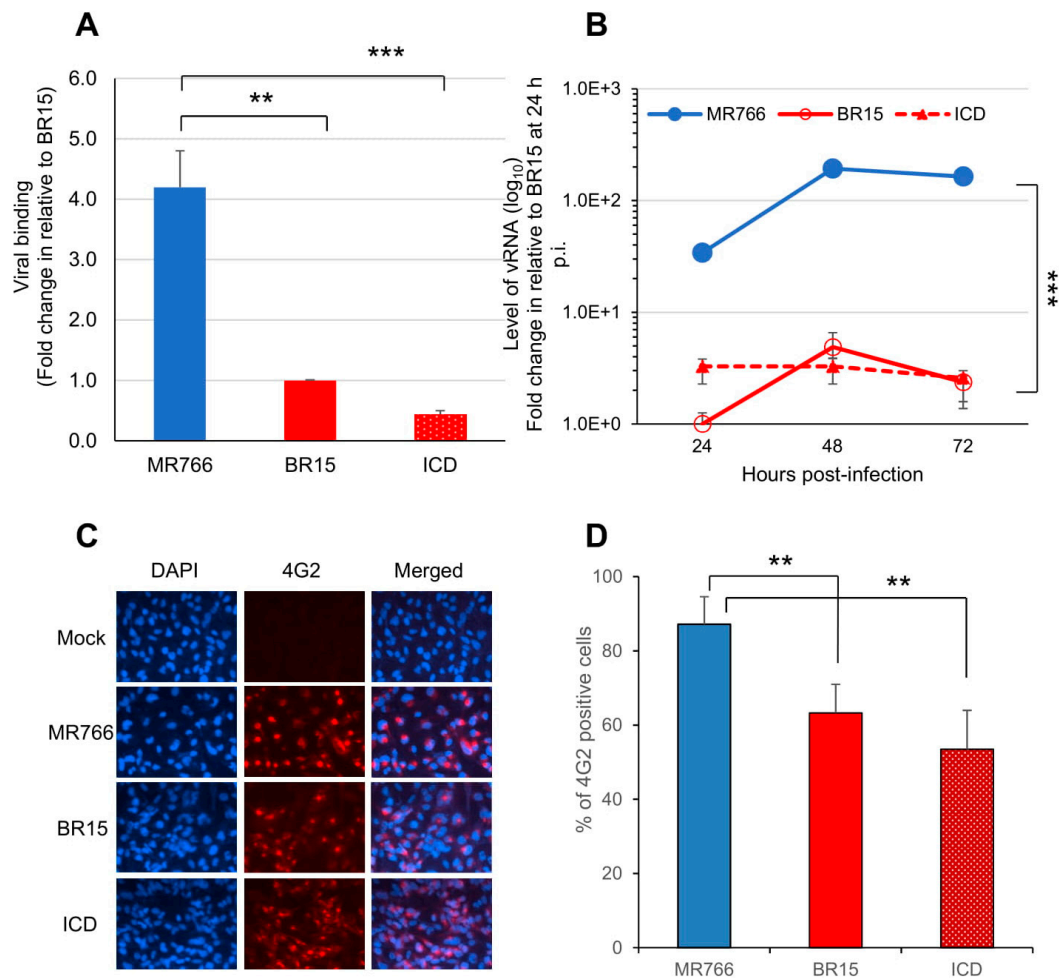 A
***
**
6.0
5.0
4.0
3.0
2.0
1.0
0.0
Viral binding
(Fold change in relative to BR15)
MR766 BR15 ICD
B
MR766 BR15 ICD
1.0E+3
1.0E+2
1.0E+1
1.0E+0
Level of vRNA (log10)
Fold change in relative to BR15 at 24 h
p.i.
***
24 48 72
Hours post-infection
C
DAPI 4G2 Merged
Mock
MR766
BR15
ICD
D
**
**
100
80
60
40
20
0
% of 4G2 positive cells
MR766 BR15 ICD